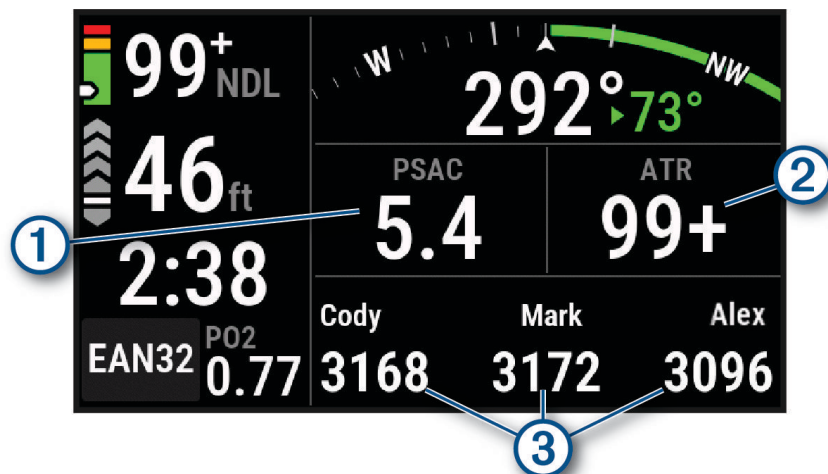 99+
NDL
46 ft
2:38
EAN32
PO2
0.77
W
NW
292°
73°
PSAC
5.4
ATR
99+
Cody Mark Alex
3168 3172 3096
1
2
3